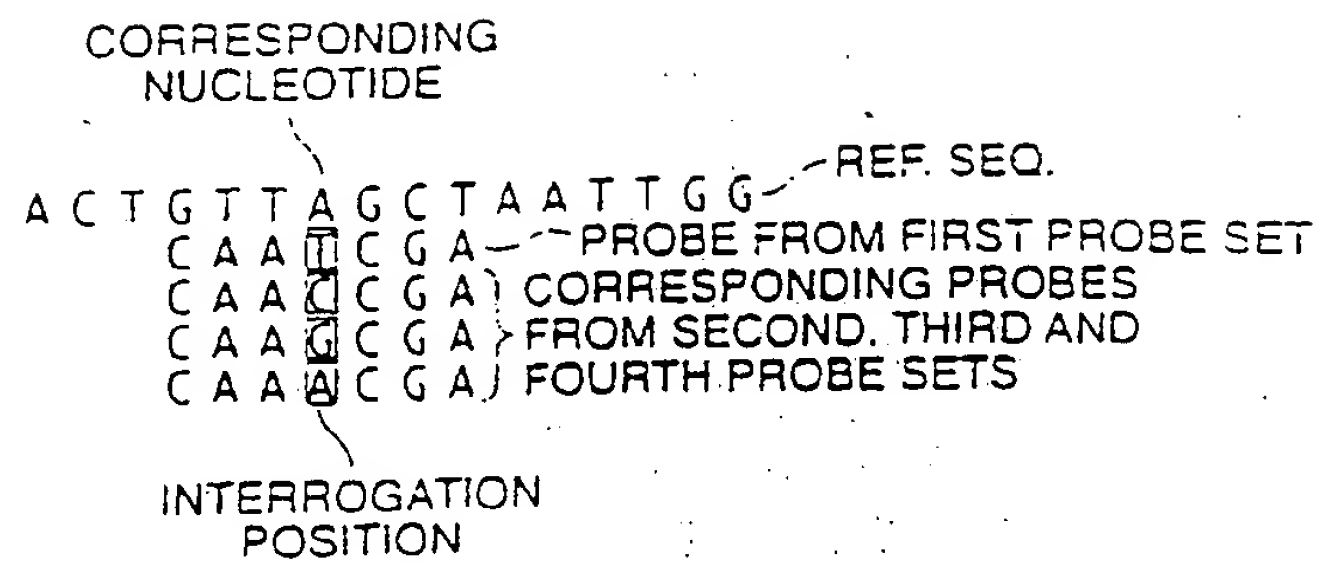 CORRESPONDING
NUCLEOTIDE
REF. SEQ.
A C T G T T A G C T A A T T G G
C A A T C G A PROBE FROM FIRST PROBE SET
C A A C C G A CORRESPONDING PROBES
C A A G C G A FROM SECOND. THIRD AND
C A A A C G A FOURTH PROBE SETS
INTERROGATION
POSITION